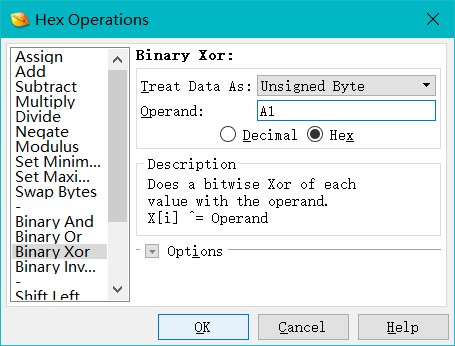 Hex Operations
Assign
Add
Subtract
Multiply
Divide
Negate
Modulus
Set Minim...
Set Maxi...
Swap Bytes
-
Binary And
Binary Or
Binary Xor
Binary Inv...
-
Shift Left
Binary Xor:
Treat Data As: Unsigned Byte
Operand: A1
Decimal Hex
Description
Does a bitwise Xor of each
value with the operand.
X[i] ^= Operand
Options
OK Cancel Help